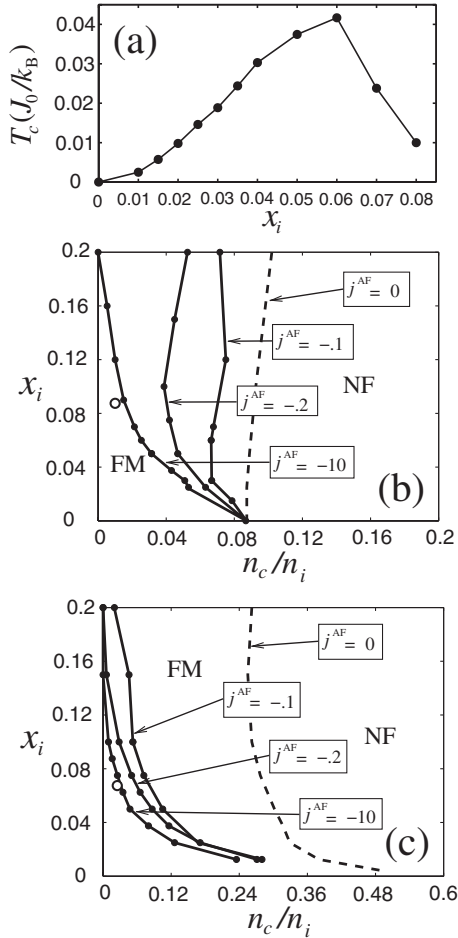 (a)
T_c (J_0/k_B)
0.04
0.03
0.02
0.01
0
0 0.01 0.02 0.03 0.04 0.05 0.06 0.07 0.08
x_i
(b)
x_i
0.2
0.16
0.12
0.08
0.04
0
j^AF = 0
j^AF = -.1
NF
j^AF = -.2
FM
j^AF = -10
0.04 0.08 0.12 0.16 0.2
n_c/n_i
(c)
x_i
0.2
0.16
0.12
0.08
0.04
0
FM
j^AF = 0
j^AF = -.1
NF
j^AF = -.2
j^AF = -10
0.12 0.24 0.36 0.48 0.6
n_c/n_i